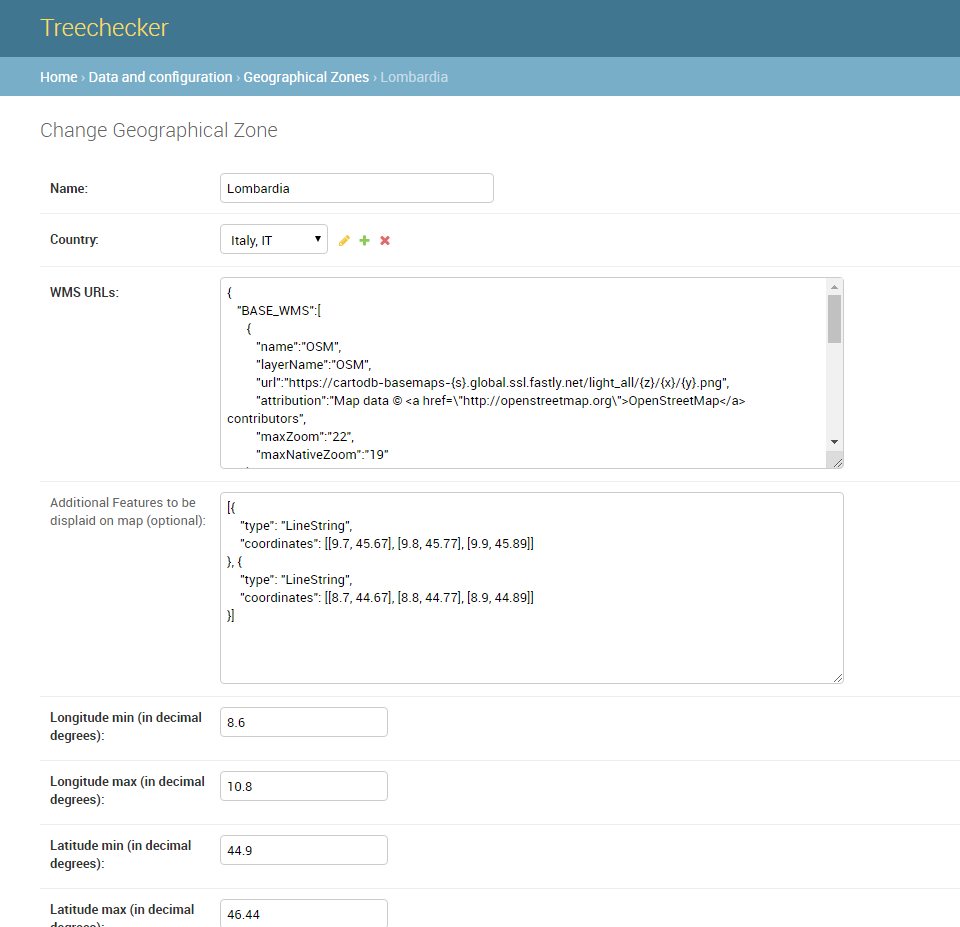 Treechecker
Home › Data and configuration › Geographical Zones › Lombardia
Change Geographical Zone
Name:
Lombardia
Country:
Italy, IT
WMS URLs:
{
"BASE_WMS":[
{
"name":"OSM",
"layerName":"OSM",
"url":"https://cartodb-basemaps-{s}.global.ssl.fastly.net/light_all/{z}/{x}/{y}.png",
"attribution":"Map data © <a href=\"http://openstreetmap.org\">OpenStreetMap</a>
contributors",
"maxZoom":"22",
"maxNativeZoom":"19"
Additional Features to be
displaid on map (optional):
[{
"type": "LineString",
"coordinates": [[9.7, 45.67], [9.8, 45.77], [9.9, 45.89]]
}, {
"type": "LineString",
"coordinates": [[8.7, 44.67], [8.8, 44.77], [8.9, 44.89]]
}]
Longitude min (in decimal
degrees):
8.6
Longitude max (in decimal
degrees):
10.8
Latitude min (in decimal
degrees):
44.9
Latitude max (in decimal
degrees):
46.44